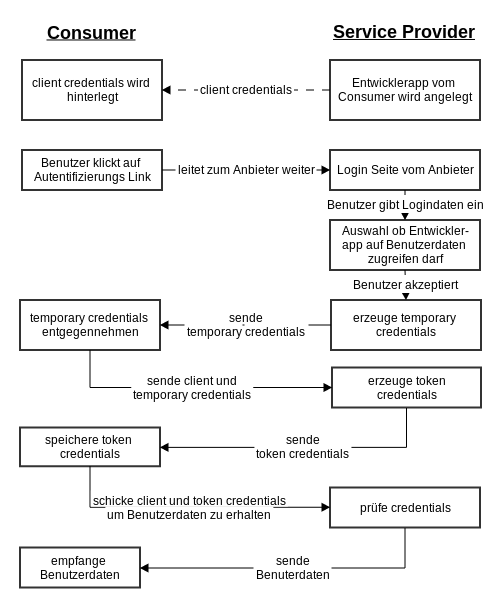 Consumer
Service Provider
client credentials wird
hinterlegt
client credentials
Entwicklerapp vom
Consumer wird angelegt
Benutzer klickt auf
Autentifizierungs Link
leitet zum Anbieter weiter
Login Seite vom Anbieter
Benutzer gibt Logindaten ein
Auswahl ob Entwickler-
app auf Benutzerdaten
zugreifen darf
Benutzer akzeptiert
temporary credentials
entgegennehmen
sende
temporary credentials
erzeuge temporary
credentials
sende client und
temporary credentials
erzeuge token
credentials
speichere token
credentials
sende
token credentials
schicke client und token credentials
um Benutzerdaten zu erhalten
prüfe credentials
empfange
Benutzerdaten
sende
Benuterdaten